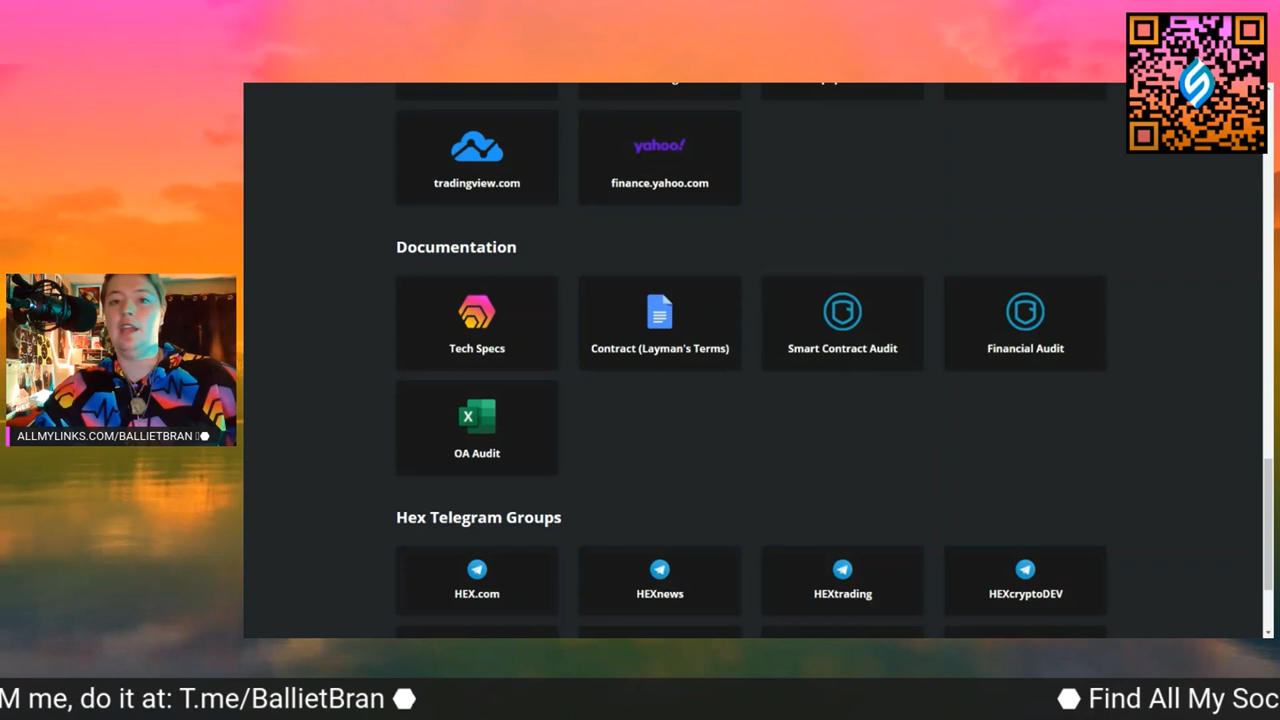 yahoo!
tradingview.com
finance.yahoo.com
Documentation
Tech Specs
Contract (Layman's Terms)
Smart Contract Audit
Financial Audit
OA Audit
ALLMYLINKS.COM/BALLIETBRAN
Hex Telegram Groups
HEX.com
HEXnews
HEXtrading
HEXcryptoDEV
M me, do it at: T.me/BallietBran
Find All My Soc